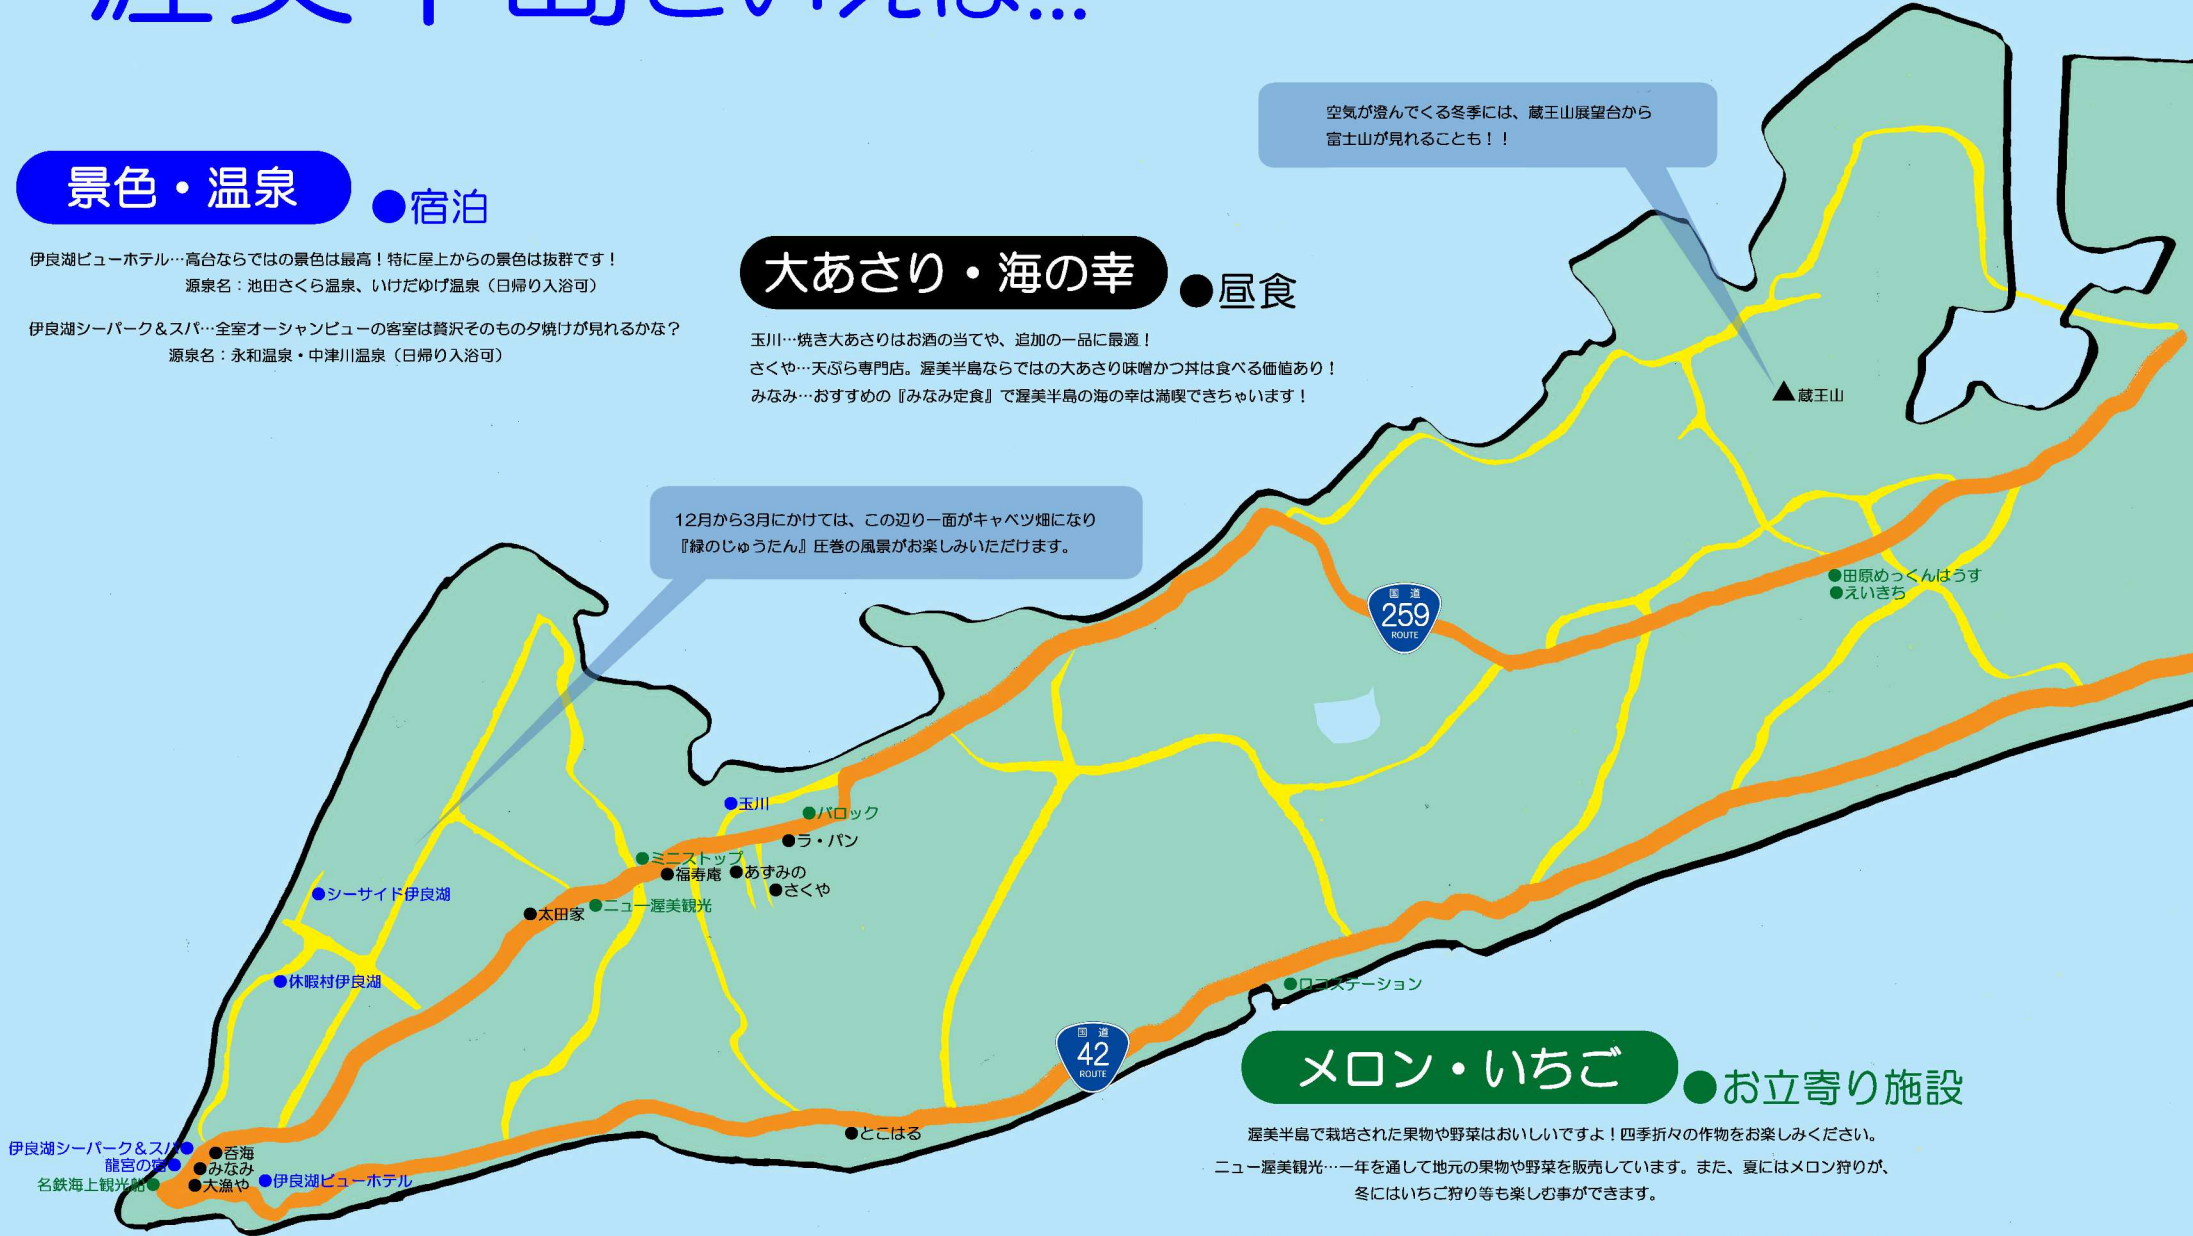 渥美半島といえば…
空気が澄んでくる冬季には、蔵王山展望台から
富士山が見れることも！！
景色・温泉
●宿泊
伊良湖ビューホテル…高台ならではの景色は最高！特に屋上からの景色は抜群です！
源泉名：池田さくら温泉、いけだゆげ温泉（日帰り入浴可）
伊良湖シーパーク＆スパ…全室オーシャンビューの客室は贅沢そのもの夕焼けが見れるかな？
源泉名：永和温泉・中津川温泉（日帰り入浴可）
大あさり・海の幸
●昼食
玉川…焼き大あさりはお酒の当てや、追加の一品に最適！
さくや…天ぷら専門店。渥美半島ならではの大あさり味噌かつ丼は食べる価値あり！
みなみ…おすすめの『みなみ定食』で渥美半島の海の幸は満喫できちゃいます！
▲蔵王山
12月から3月にかけては、この辺り一面がキャベツ畑になり
『緑のじゅうたん』圧巻の風景がお楽しみいただけます。
国道
259
ROUTE
●田原めっくんはうす
●えいきち
●玉川
●バロック
●ラ・パン
●ミニストップ
●福寿庵
●あずみの
●さくや
●シーサイド伊良湖
●太田家
●ニュー渥美観光
●休暇村伊良湖
●ロコステーション
国道
42
ROUTE
●とこはる
伊良湖シーパーク＆スパ●
龍宮の宿●
名鉄海上観光船●
●呑海
●みなみ
●大漁や
●伊良湖ビューホテル
メロン・いちご
●お立寄り施設
渥美半島で栽培された果物や野菜はおいしいですよ！四季折々の作物をお楽しみください。
ニュー渥美観光…一年を通して地元の果物や野菜を販売しています。また、夏にはメロン狩りが、
冬にはいちご狩り等も楽しむ事ができます。